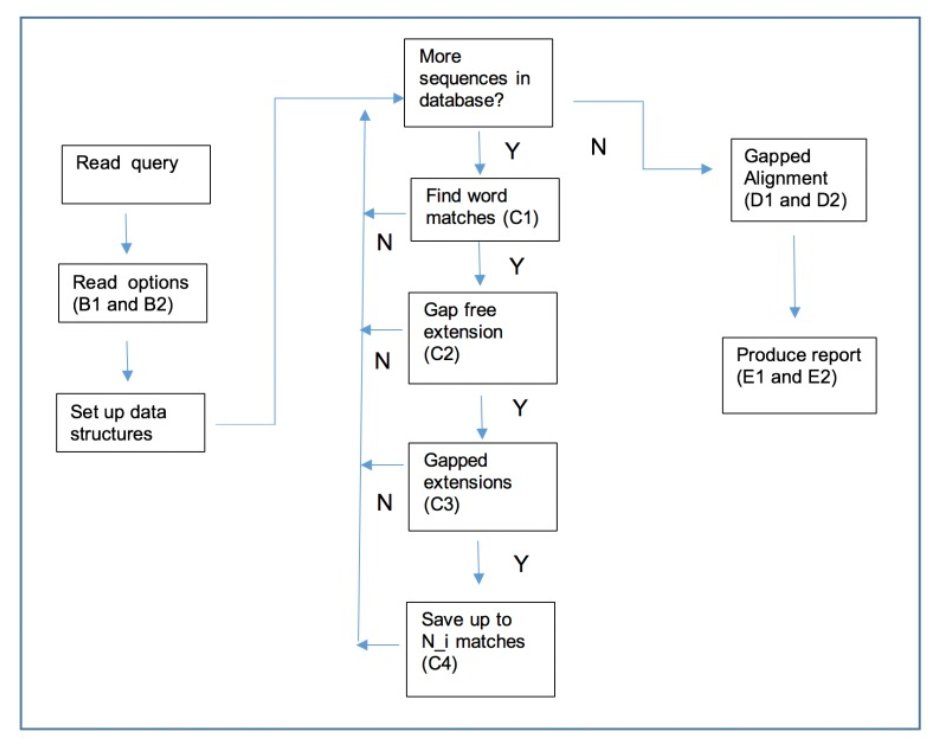 Read query
Read options
(B1 and B2)
Set up data
structures
More
sequences in
database?
Y
N
Find word
matches (C1)
N
Y
Gap free
extension
(C2)
N
Y
Gapped
extensions
(C3)
N
Y
Save up to
N_i matches
(C4)
Gapped
Alignment
(D1 and D2)
Produce report
(E1 and E2)